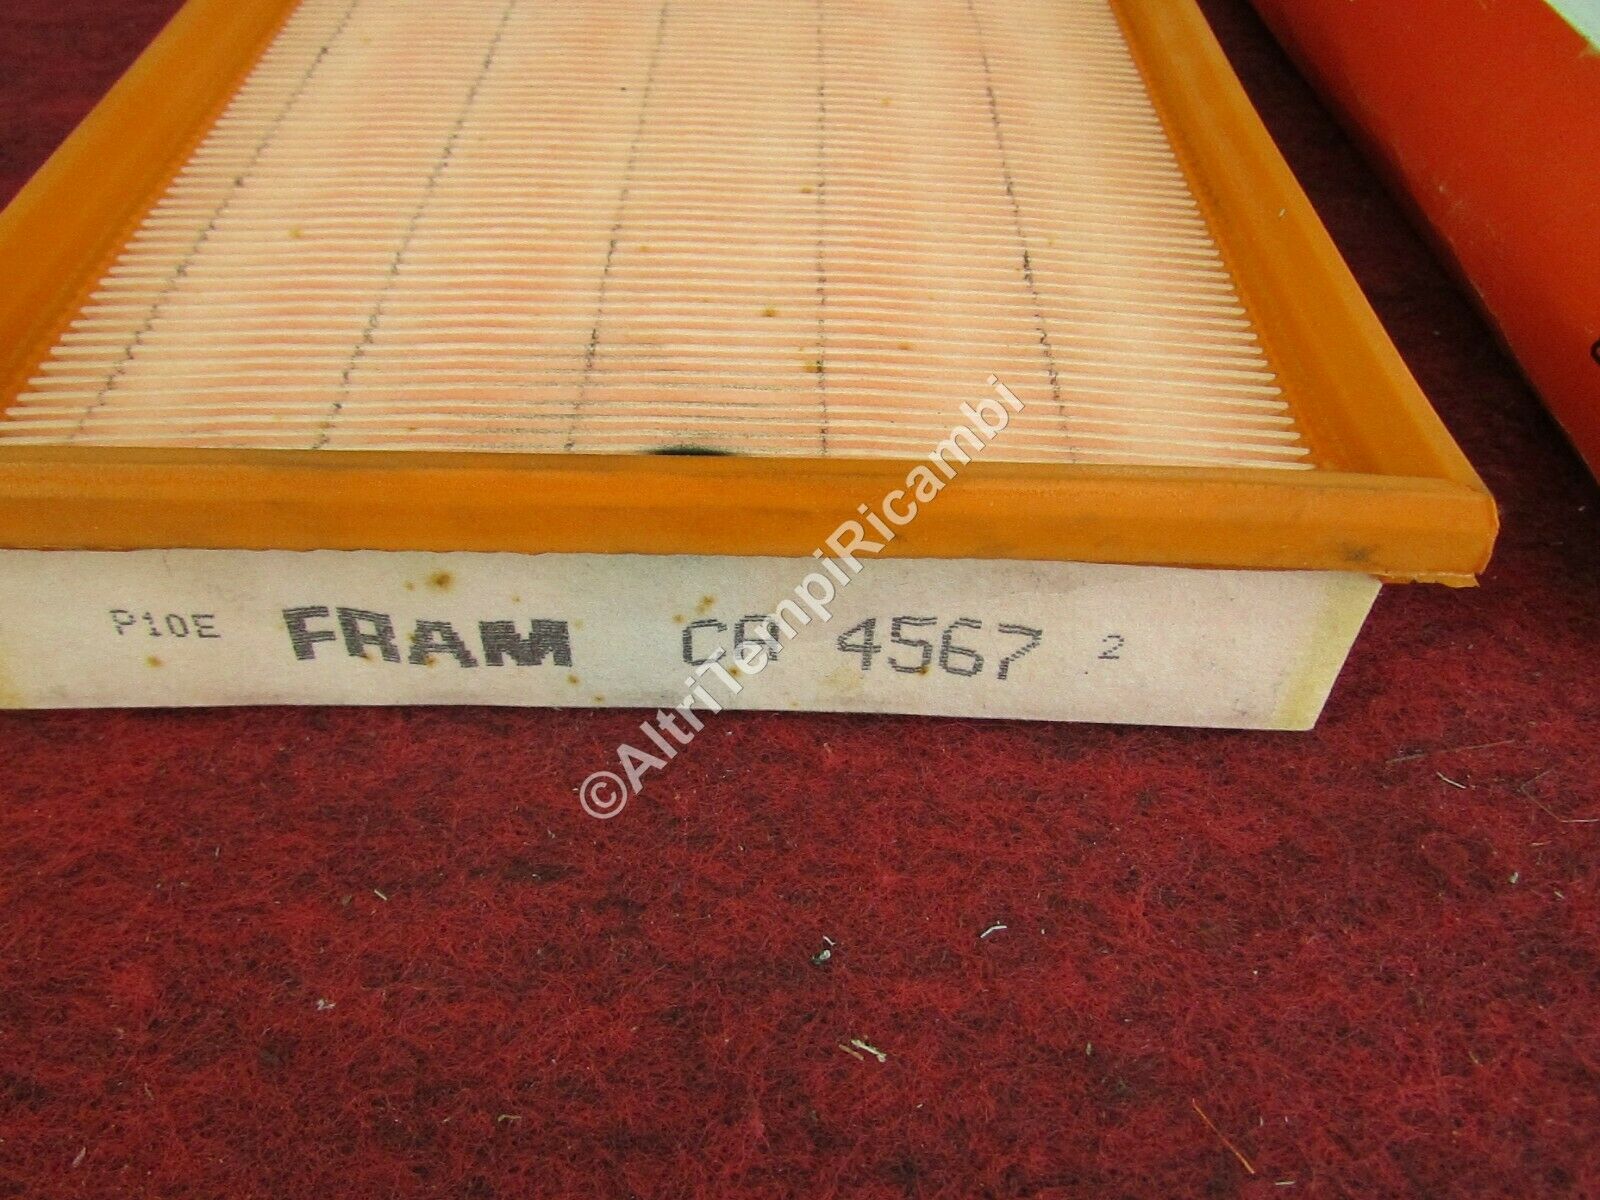 P10E FRAM CA 4567 2
©AltriTempiRicambi